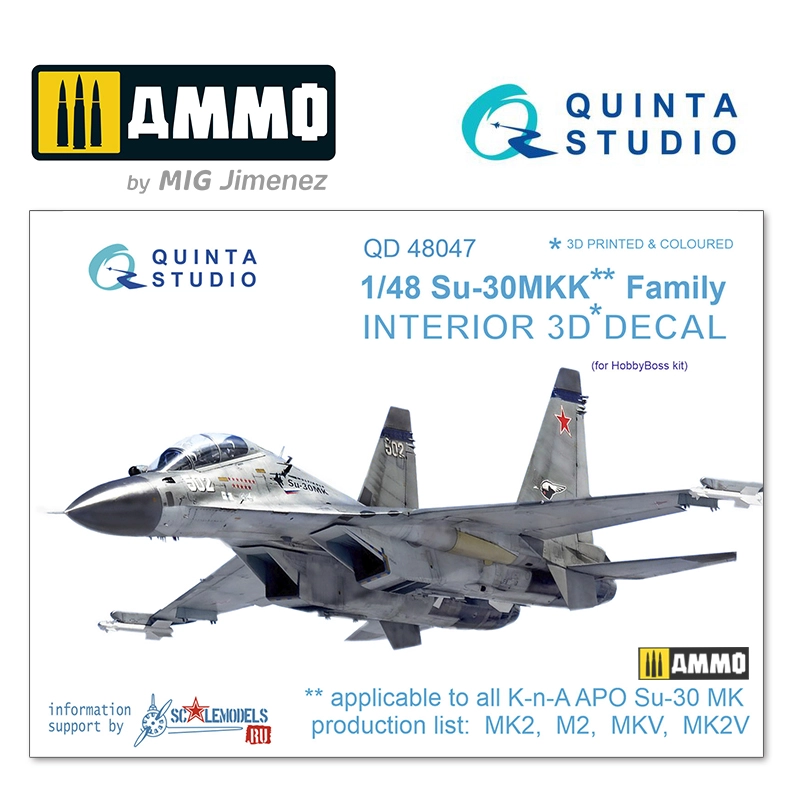 AMMO
by MIG Jimenez
QUINTA
STUDIO
QUINTA
STUDIO
QD 48047
* 3D PRINTED & COLOURED
1/48 Su-30MKK** Family
INTERIOR 3D* DECAL
(for HobbyBoss kit)
502
502
Su-30MK
AMMO
** applicable to all K-n-A APO Su-30 MK
production list: MK2, M2, MKV, MK2V
information
support by
SCALEMODELS
RU